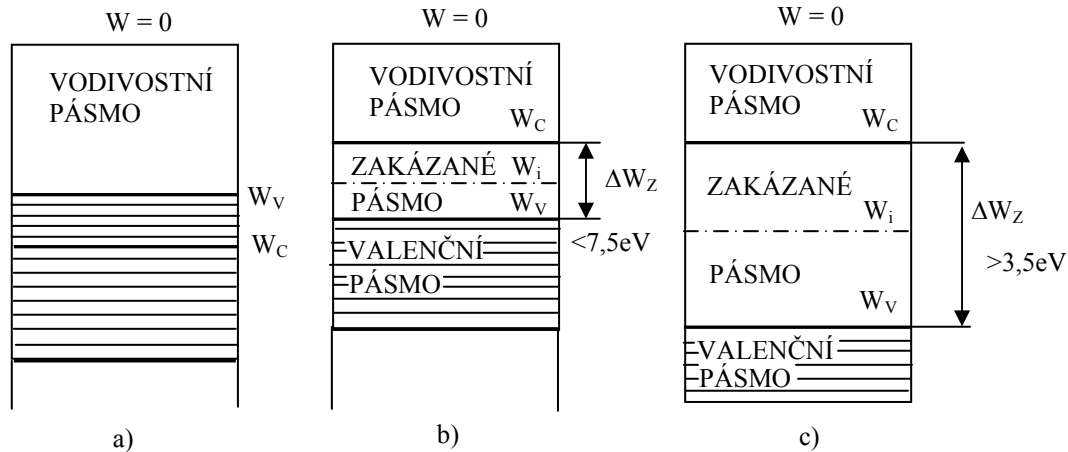 W = 0
VODIVOSTNÍ
PÁSMO
W_V
W_C
a)
W = 0
VODIVOSTNÍ
PÁSMO
W_C
ZAKÁZANÉ W_i
PÁSMO W_V
ΔW_Z
<7,5eV
VALENČNÍ
PÁSMO
b)
W = 0
VODIVOSTNÍ
PÁSMO
W_C
ZAKÁZANÉ
W_i
PÁSMO
W_V
ΔW_Z
>3,5eV
VALENČNÍ
PÁSMO
c)